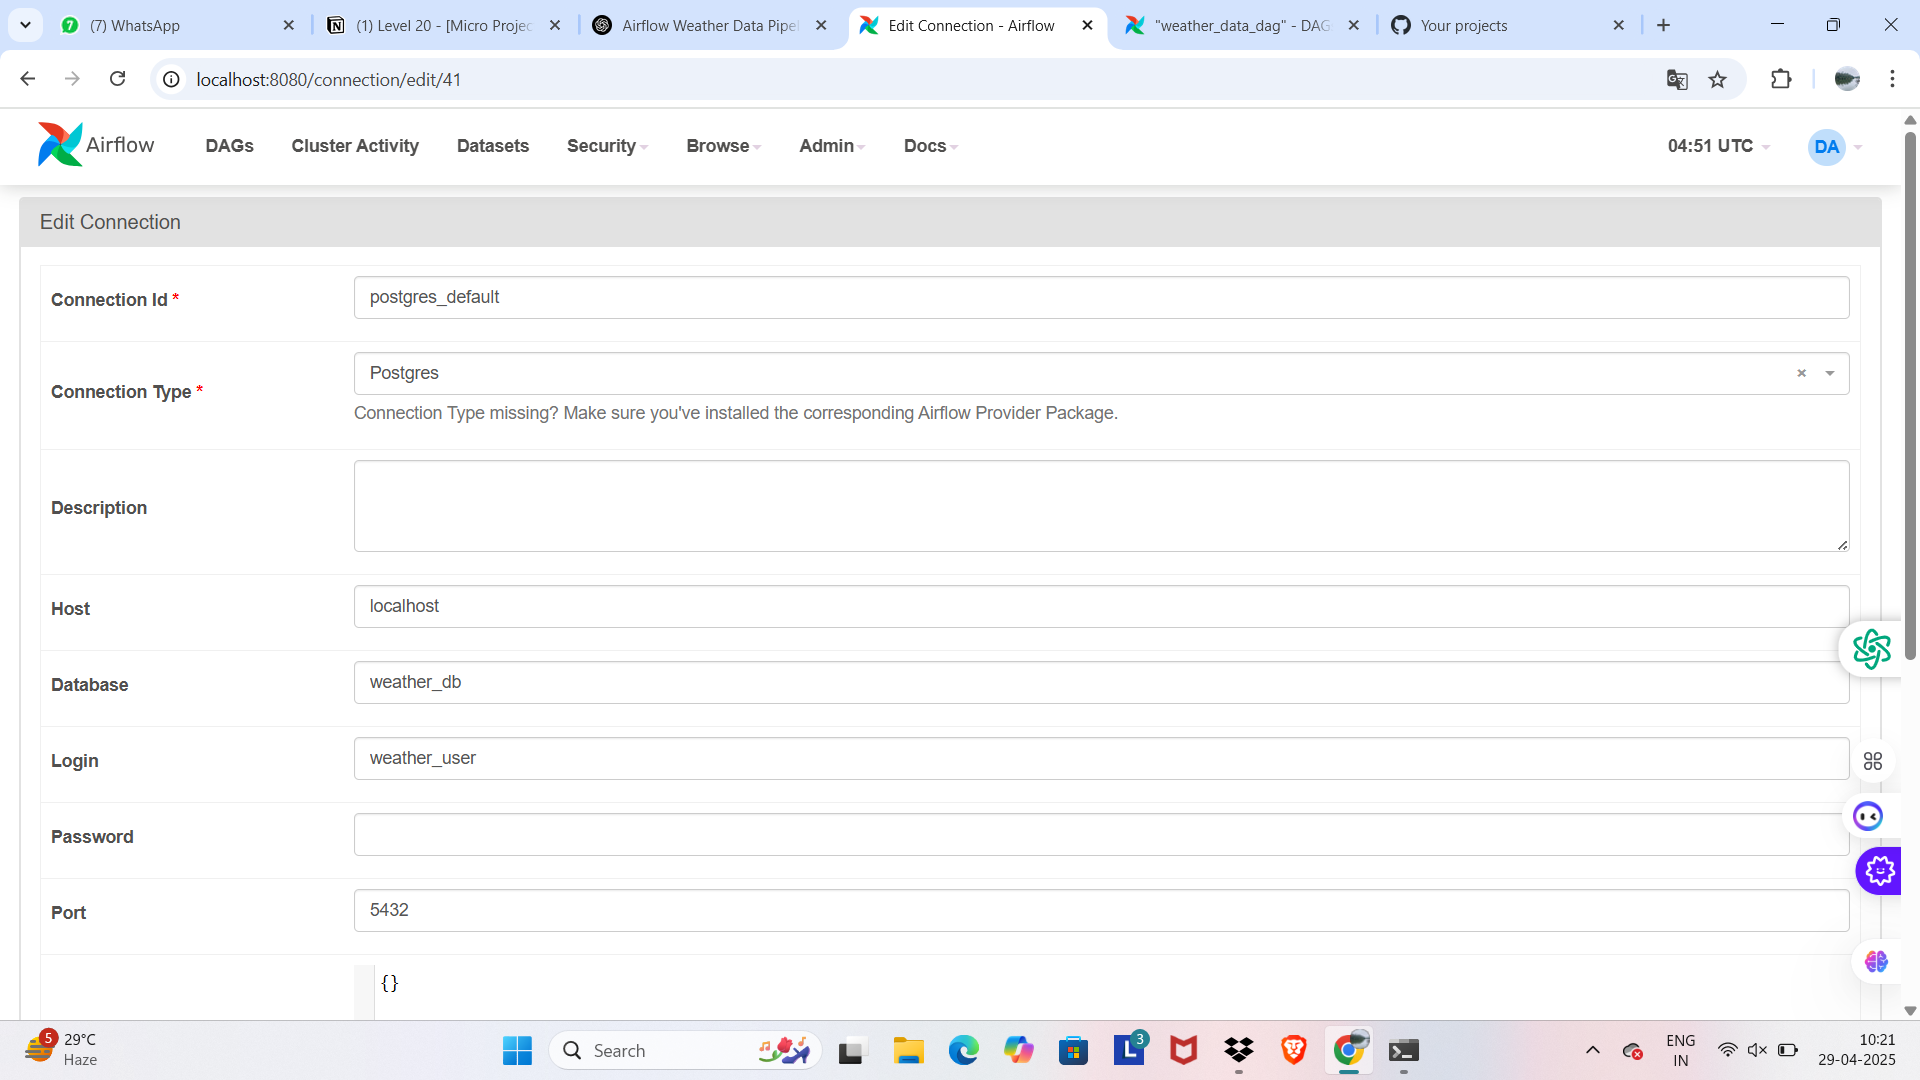 (7) WhatsApp
(1) Level 20 - [Micro Projec
Airflow Weather Data Pipel
Edit Connection - Airflow
"weather_data_dag" - DAG
Your projects
localhost:8080/connection/edit/41
Airflow
DAGs
Cluster Activity
Datasets
Security
Browse
Admin
Docs
04:51 UTC
DA
Edit Connection
Connection Id *
postgres_default
Connection Type *
Postgres
Connection Type missing? Make sure you've installed the corresponding Airflow Provider Package.
Description
Host
localhost
Database
weather_db
Login
weather_user
Password
Port
5432
{}
5
29°C
Haze
Search
L
3
ENG
IN
10:21
29-04-2025